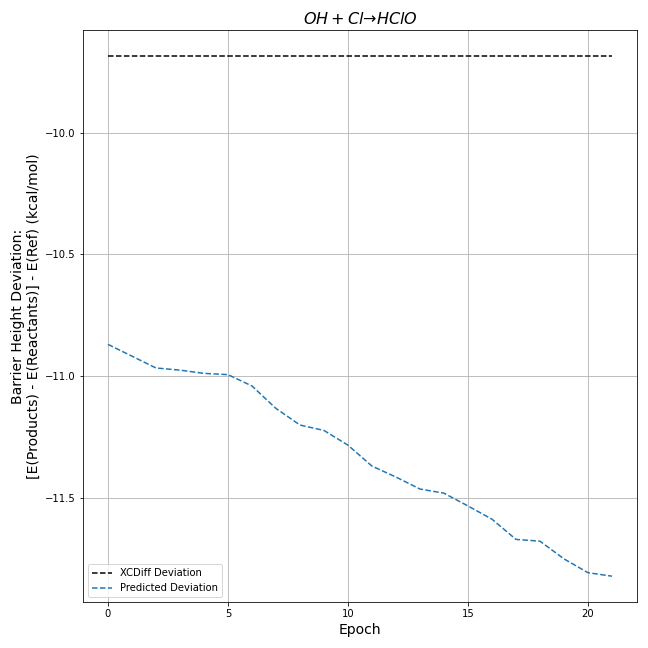 OH + Cl→HClO
Barrier Height Deviation:
[E(Products) - E(Reactants)] - E(Ref) (kcal/mol)
−10.0
−10.5
−11.0
−11.5
XCDiff Deviation
Predicted Deviation
0
5
10
15
20
Epoch